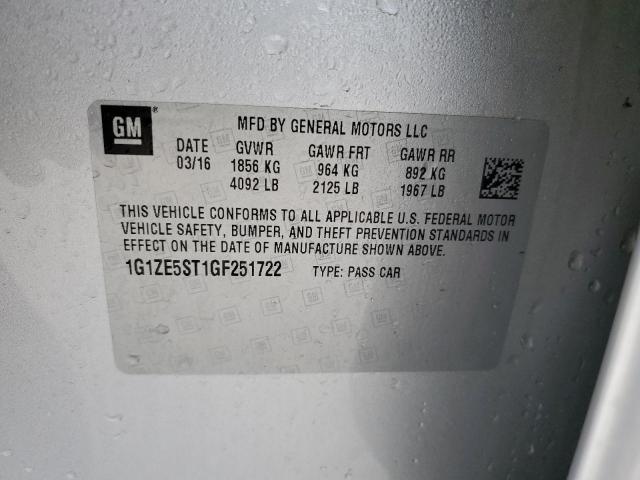 GM ®
MFD BY GENERAL MOTORS LLC
DATE GVWR GAWR FRT GAWR RR
03/16 1856 KG 964 KG 892 KG
4092 LB 2125 LB 1967 LB
THIS VEHICLE CONFORMS TO ALL APPLICABLE U.S. FEDERAL MOTOR
VEHICLE SAFETY, BUMPER, AND THEFT PREVENTION STANDARDS IN
EFFECT ON THE DATE OF MANUFACTURE SHOWN ABOVE.
1G1ZE5ST1GF251722 TYPE: PASS CAR